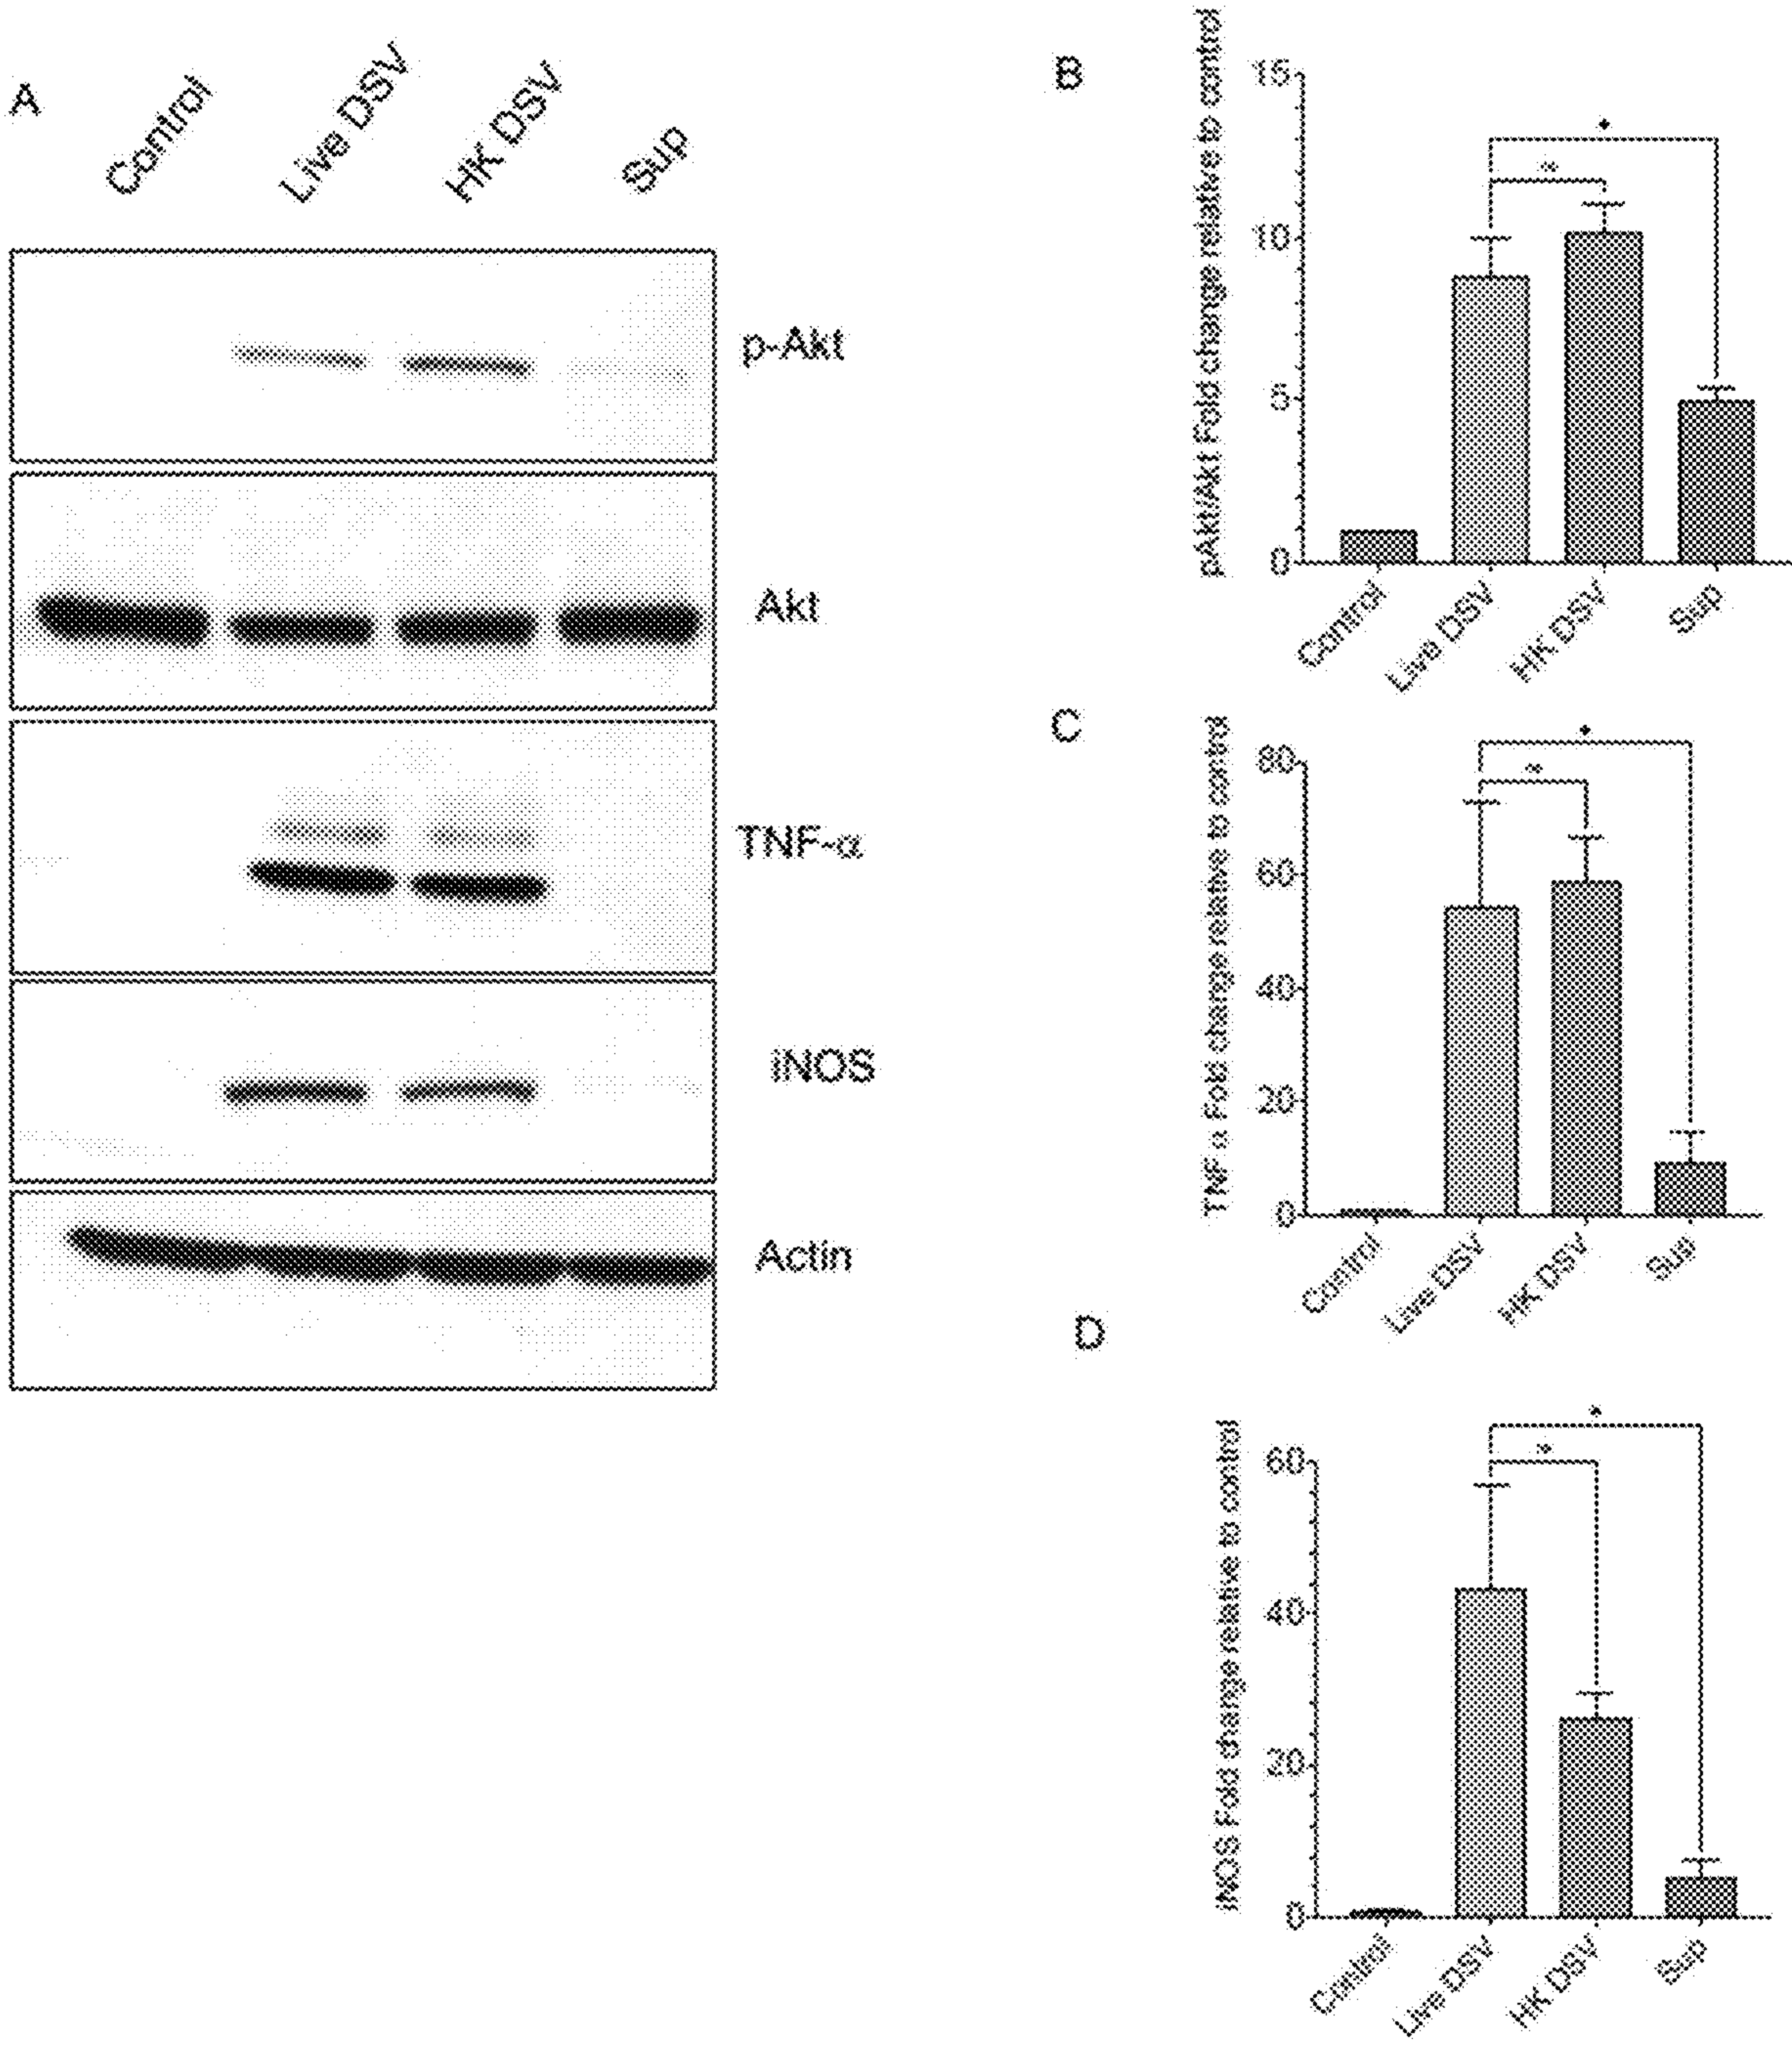 A
Control
Live DSV
HK DSV
Sup
p-Akt
Akt
TNF-α
iNOS
Actin
B
pAkt/Akt Fold change relative to control
15
10
5
0
*
Control
Live DSV
HK DSV
Sup
C
TNF α Fold change relative to control
80
60
40
20
0
*
Control
Live DSV
HK DSV
Sup
D
iNOS Fold change relative to control
60
40
20
0
*
Control
Live DSV
HK DSV
Sup